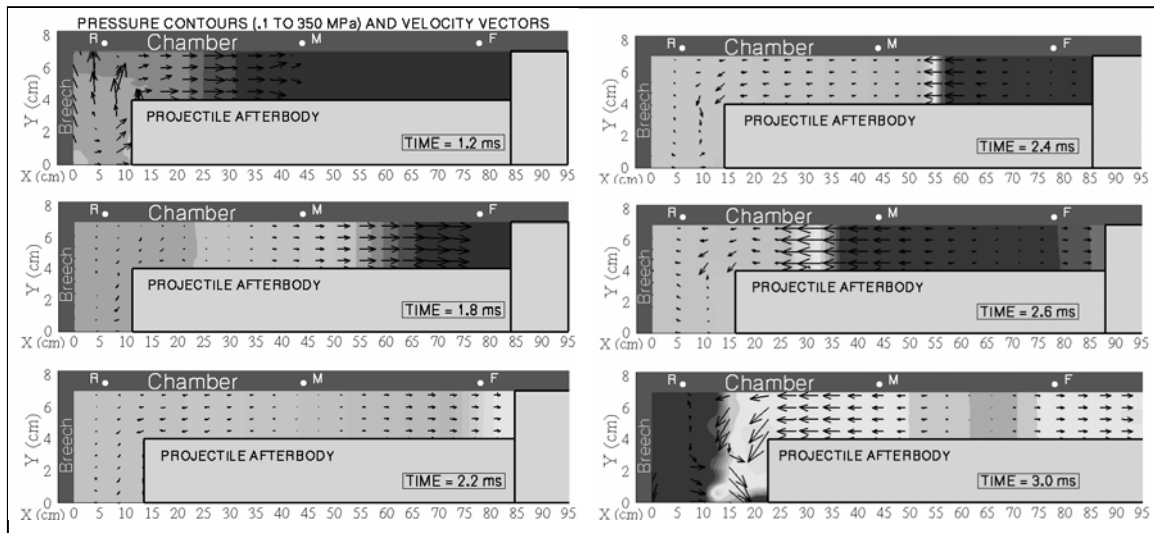 PRESSURE CONTOURS (.1 TO 350 MPa) AND VELOCITY VECTORS
8
6
4
2
0
Y (cm)
Breech
R
Chamber
M
F
PROJECTILE AFTERBODY
TIME = 1.2 ms
X (cm) 0 5 10 15 20 25 30 35 40 45 50 55 60 65 70 75 80 85 90 95
8
6
4
2
0
Y (cm)
Breech
R
Chamber
M
F
PROJECTILE AFTERBODY
TIME = 1.8 ms
X (cm) 0 5 10 15 20 25 30 35 40 45 50 55 60 65 70 75 80 85 90 95
8
6
4
2
0
Y (cm)
Breech
R
Chamber
M
F
PROJECTILE AFTERBODY
TIME = 2.2 ms
X (cm) 0 5 10 15 20 25 30 35 40 45 50 55 60 65 70 75 80 85 90 95
8
6
4
2
0
Y (cm)
Breech
R
Chamber
M
F
PROJECTILE AFTERBODY
TIME = 2.4 ms
X (cm) 0 5 10 15 20 25 30 35 40 45 50 55 60 65 70 75 80 85 90 95
8
6
4
2
0
Y (cm)
Breech
R
Chamber
M
F
PROJECTILE AFTERBODY
TIME = 2.6 ms
X (cm) 0 5 10 15 20 25 30 35 40 45 50 55 60 65 70 75 80 85 90 95
8
6
4
2
0
Y (cm)
Breech
R
Chamber
M
F
PROJECTILE AFTERBODY
TIME = 3.0 ms
X (cm) 0 5 10 15 20 25 30 35 40 45 50 55 60 65 70 75 80 85 90 95